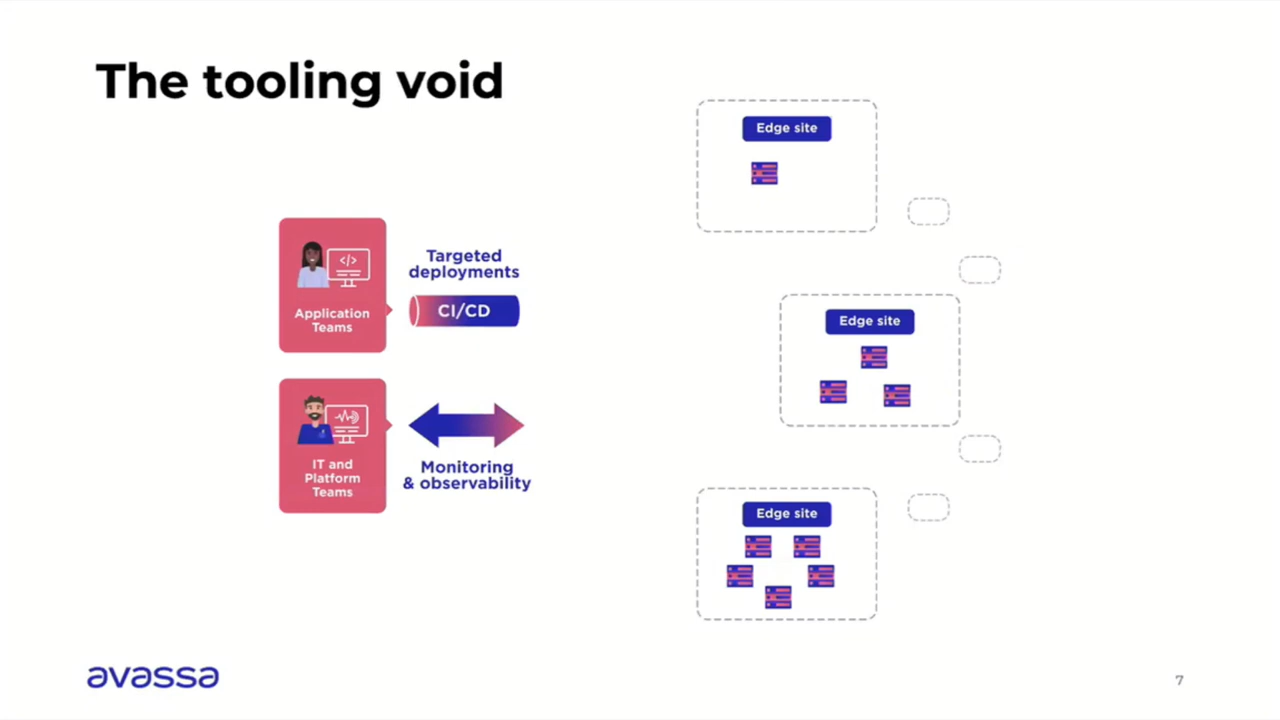 The tooling void
Application
Teams
</>
Targeted
deployments
CI/CD
IT and
Platform
Teams
Monitoring
& observability
Edge site
Edge site
Edge site
avassa
7